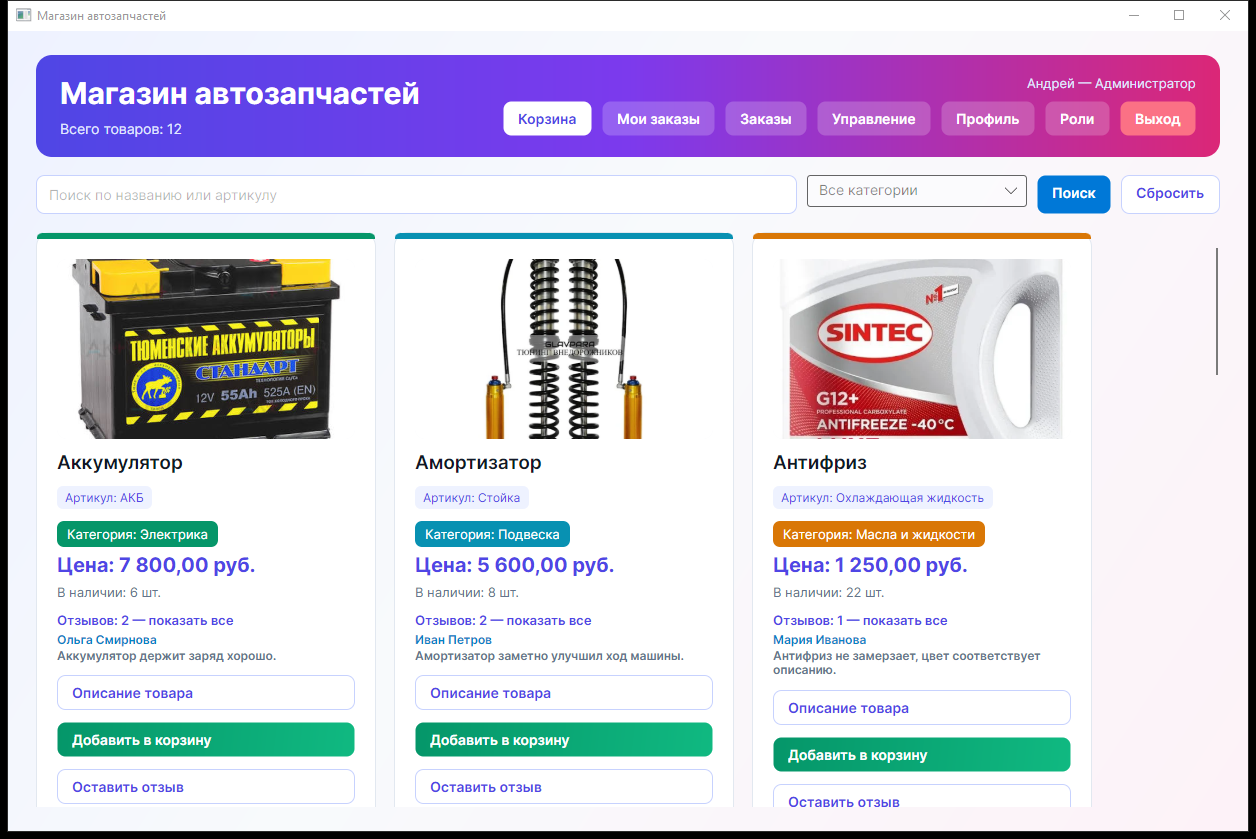 Магазин автозапчастей
Магазин автозапчастей
Всего товаров: 12
Андрей — Администратор
Корзина
Мои заказы
Заказы
Управление
Профиль
Роли
Выход
Поиск по названию или артикулу
Все категории
Поиск
Сбросить
ТЮМЕНСКИЕ АККУМУЛЯТОРЫ
СТАНДАРТ
12V 55Ah 525A (EN)
Аккумулятор
Артикул: АКБ
Категория: Электрика
Цена: 7 800,00 руб.
В наличии: 6 шт.
Отзывов: 2 — показать все
Ольга Смирнова
Аккумулятор держит заряд хорошо.
Описание товара
Добавить в корзину
Оставить отзыв
GLAVPARA
ТЮНИНГ ВНЕДОРОЖНИКОВ
Амортизатор
Артикул: Стойка
Категория: Подвеска
Цена: 5 600,00 руб.
В наличии: 8 шт.
Отзывов: 2 — показать все
Иван Петров
Амортизатор заметно улучшил ход машины.
Описание товара
Добавить в корзину
Оставить отзыв
№1
SINTEC
G12+
PROFESSIONAL CARBOXYLATE
ANTIFREEZE -40°C
Антифриз
Артикул: Охлаждающая жидкость
Категория: Масла и жидкости
Цена: 1 250,00 руб.
В наличии: 22 шт.
Отзывов: 1 — показать все
Мария Иванова
Антифриз не замерзает, цвет соответствует
описанию.
Описание товара
Добавить в корзину
Оставить отзыв